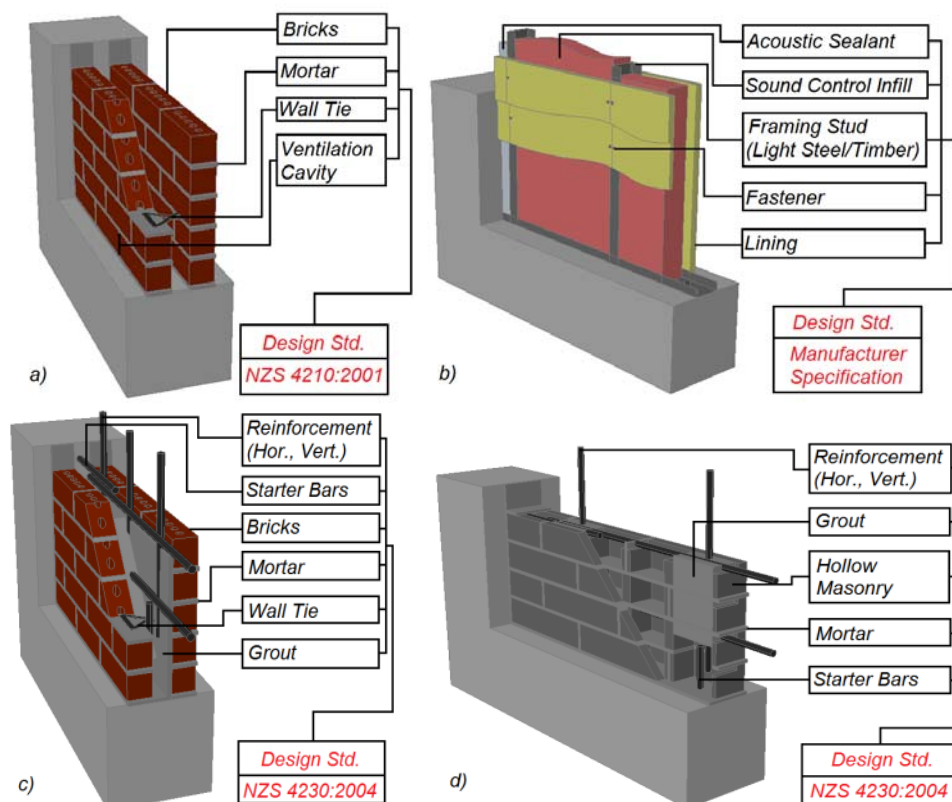 Bricks
Mortar
Wall Tie
Ventilation
Cavity
Design Std.
NZS 4210:2001
a)
Acoustic Sealant
Sound Control Infill
Framing Stud
(Light Steel/Timber)
Fastener
Lining
Design Std.
Manufacturer
Specification
b)
Reinforcement
(Hor., Vert.)
Starter Bars
Bricks
Mortar
Wall Tie
Grout
Design Std.
NZS 4230:2004
c)
Reinforcement
(Hor., Vert.)
Grout
Hollow
Masonry
Mortar
Starter Bars
Design Std.
NZS 4230:2004
d)